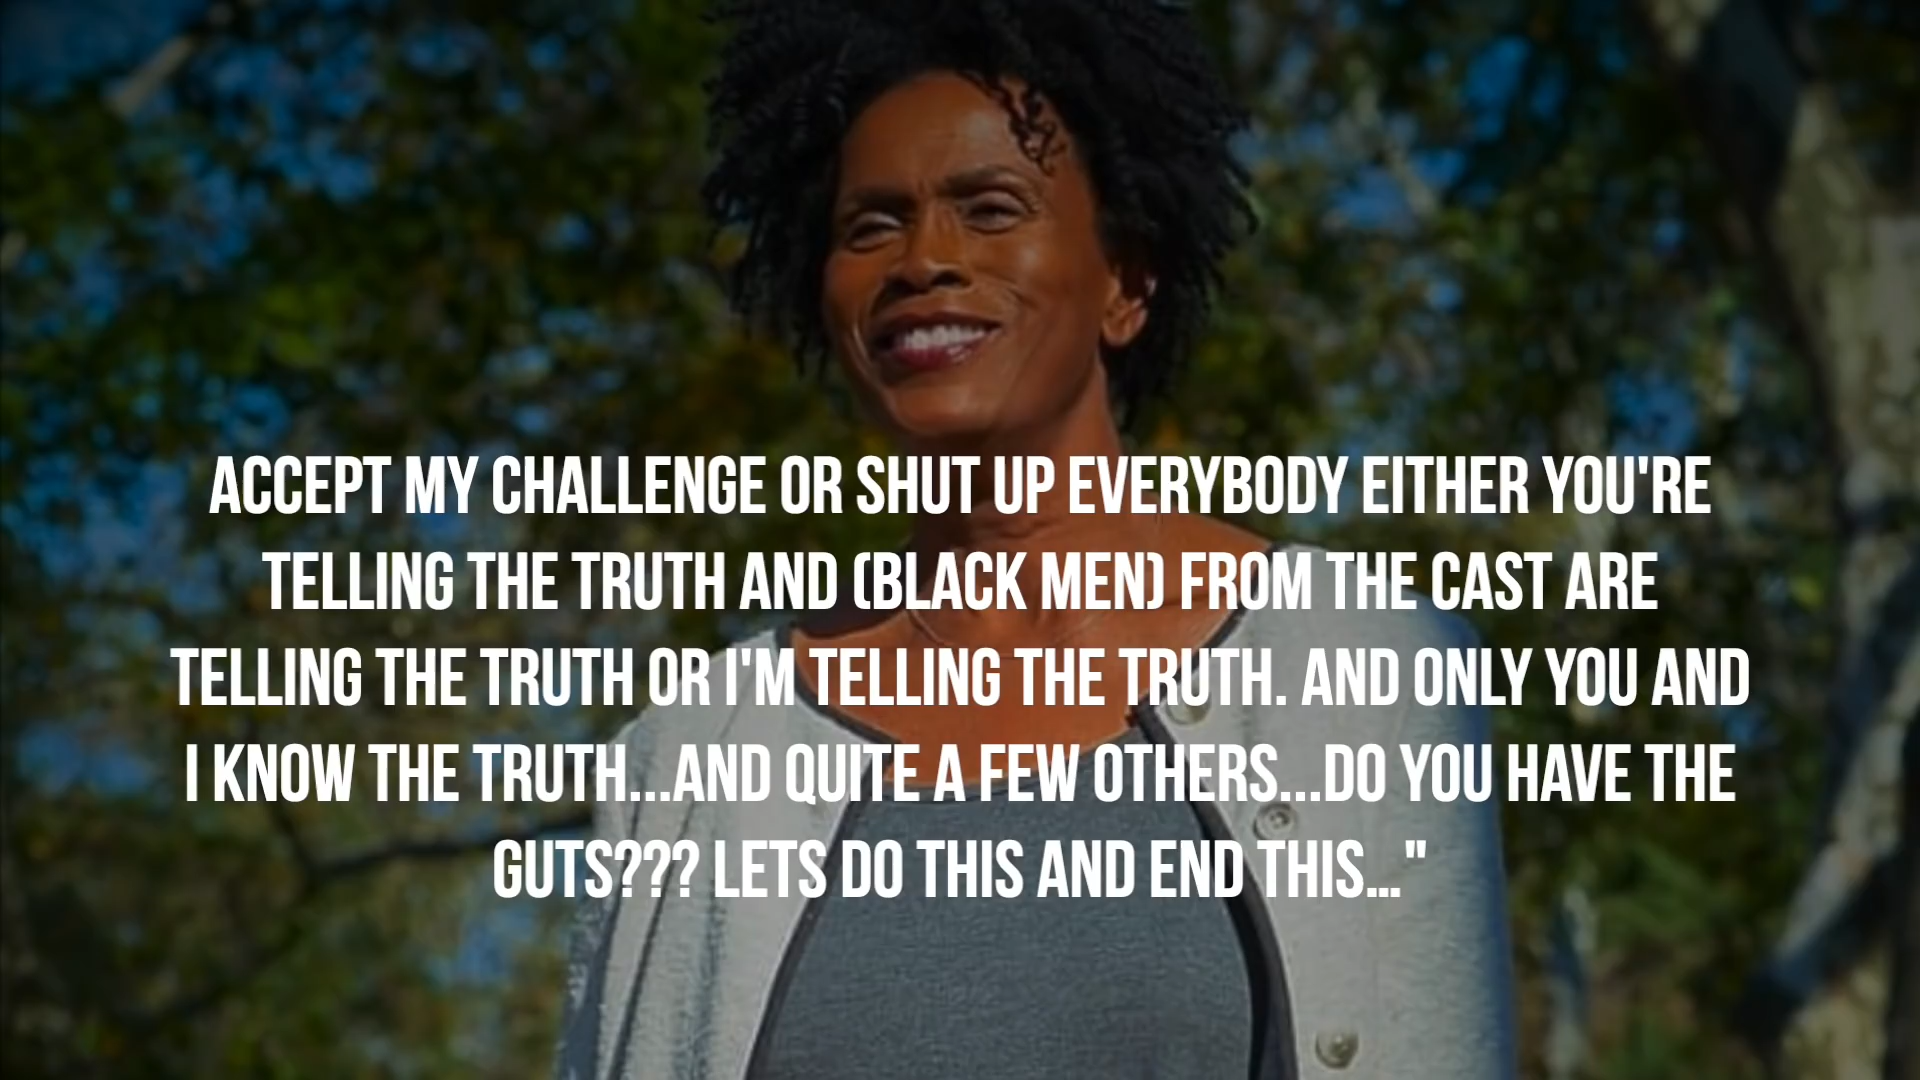 ACCEPT MY CHALLENGE OR SHUT UP EVERYBODY EITHER YOU'RE
TELLING THE TRUTH AND (BLACK MEN) FROM THE CAST ARE
TELLING THE TRUTH OR I'M TELLING THE TRUTH. AND ONLY YOU AND
I KNOW THE TRUTH...AND QUITE A FEW OTHERS...DO YOU HAVE THE
GUTS??? LETS DO THIS AND END THIS..."